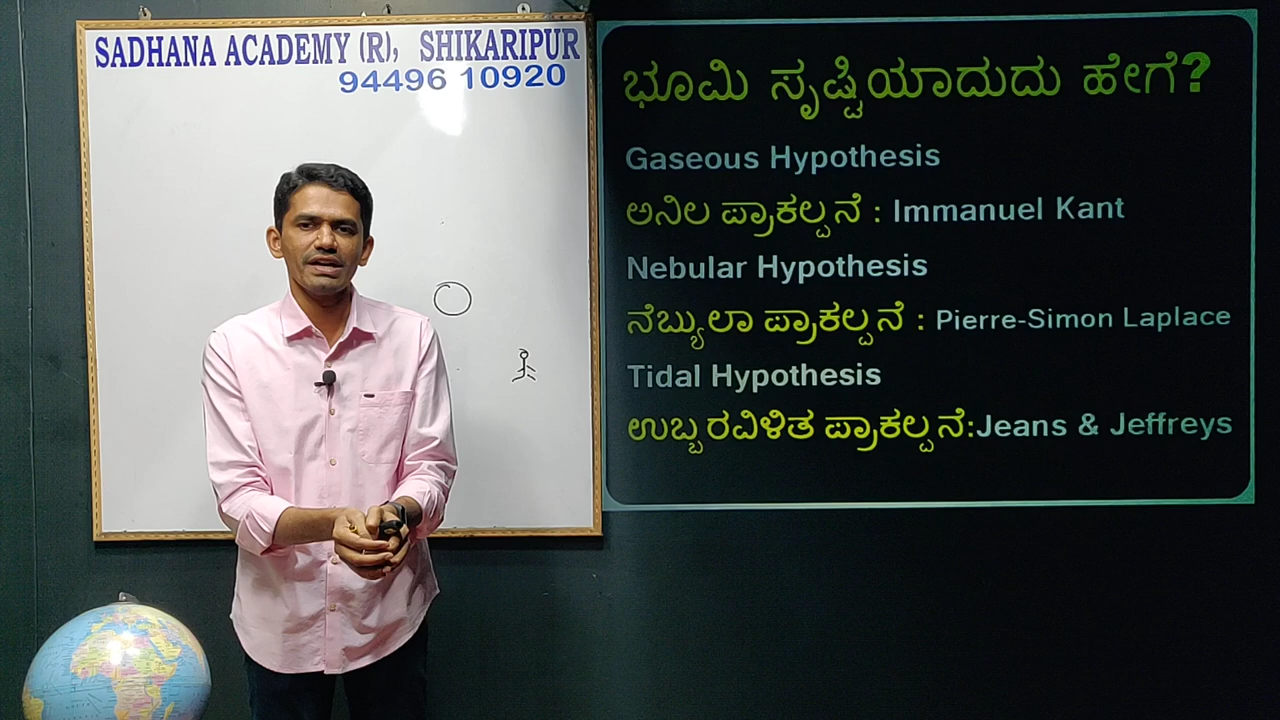 SADHANA ACADEMY (R), SHIKARIPUR
94496 10920
ಭೂಮಿ ಸೃಷ್ಟಿಯಾದುದು ಹೇಗೆ?
Gaseous Hypothesis
ಅನಿಲ ಪ್ರಾಕಲ್ಪನೆ : Immanuel Kant
Nebular Hypothesis
ನೆಬ್ಯುಲಾ ಪ್ರಾಕಲ್ಪನೆ : Pierre-Simon Laplace
Tidal Hypothesis
ಉಬ್ಬರವಿಳಿತ ಪ್ರಾಕಲ್ಪನೆ:Jeans & Jeffreys